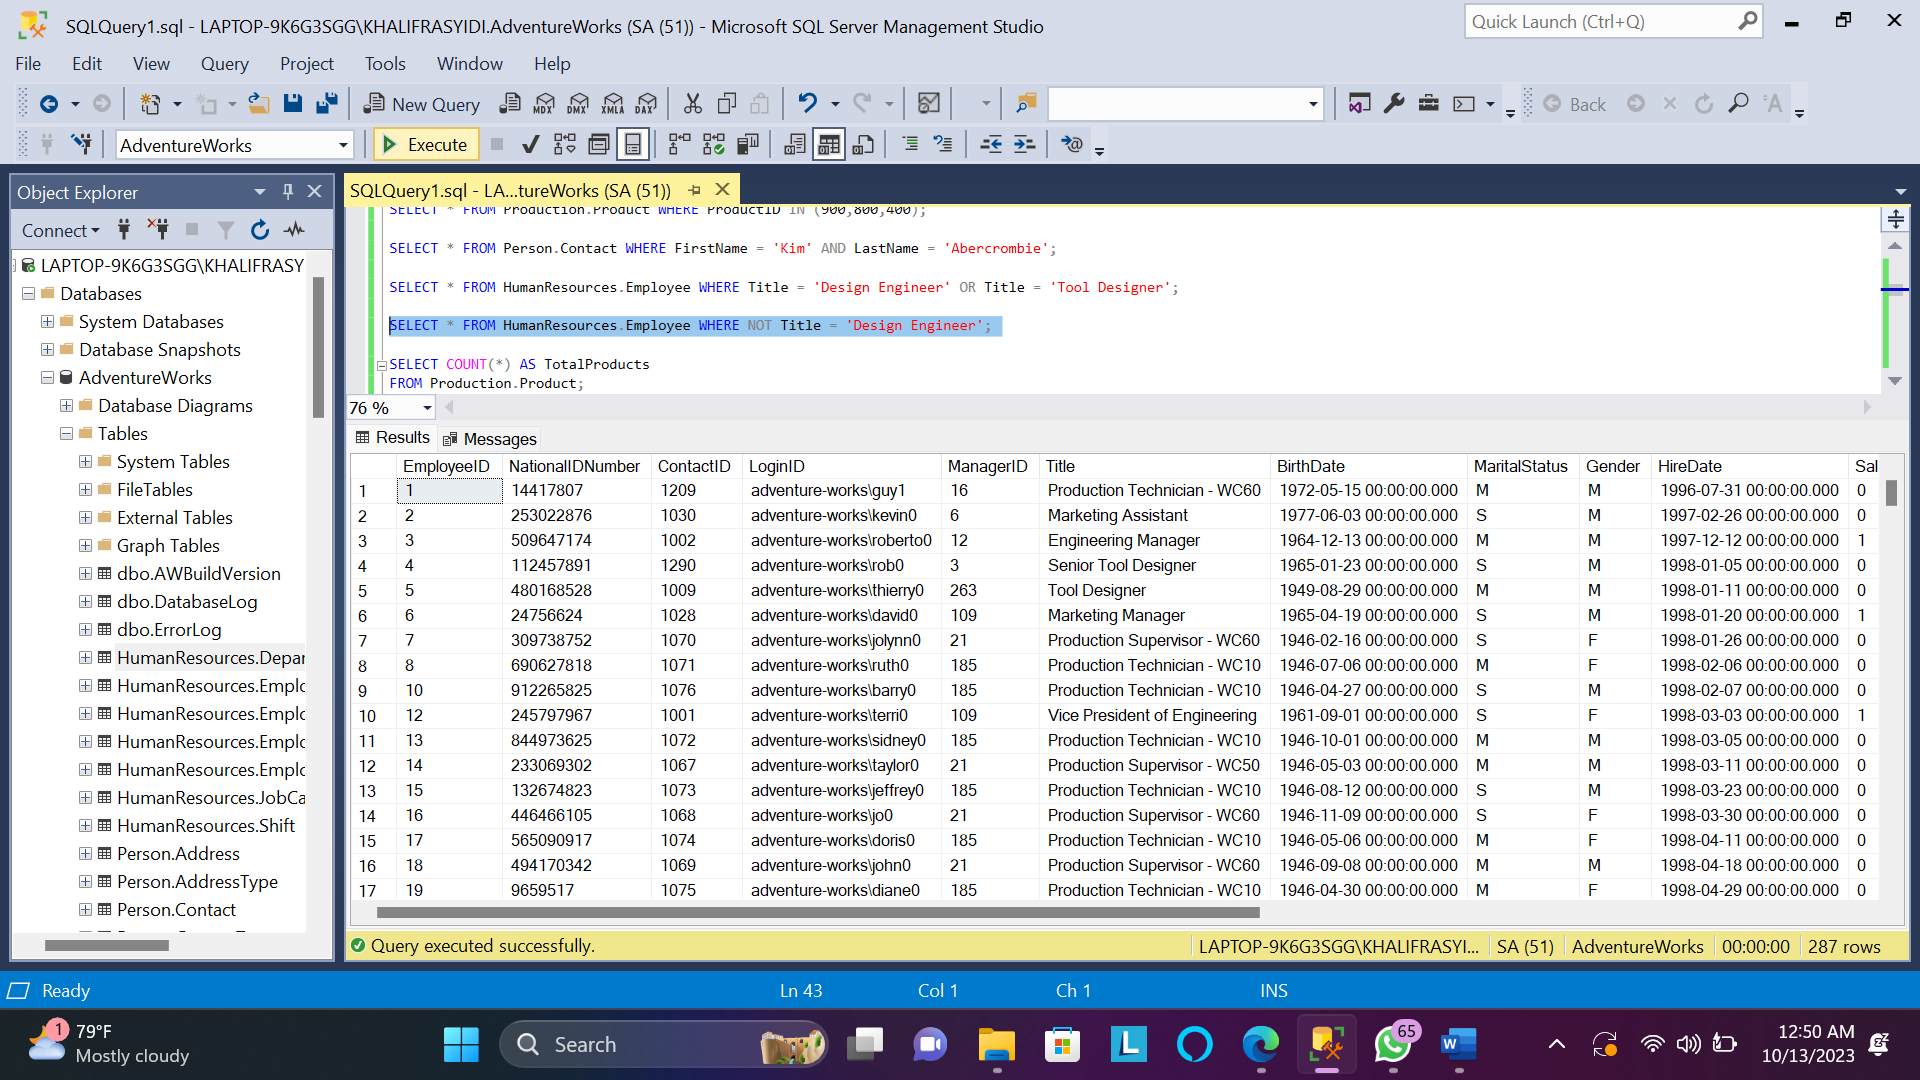 SQLQuery1.sql - LAPTOP-9K6G3SGG\KHALIFRASYIDI.AdventureWorks (SA (51)) - Microsoft SQL Server Management Studio
Quick Launch (Ctrl+Q)
File Edit View Query Project Tools Window Help
New Query MDX DMX XMLA DAX Back
AdventureWorks Execute
Object Explorer
Connect
LAPTOP-9K6G3SGG\KHALIFRASY
Databases
System Databases
Database Snapshots
AdventureWorks
Database Diagrams
Tables
System Tables
FileTables
External Tables
Graph Tables
dbo.AWBuildVersion
dbo.DatabaseLog
dbo.ErrorLog
HumanResources.Depar
HumanResources.Emplo
HumanResources.Emplo
HumanResources.Emplo
HumanResources.Emplo
HumanResources.JobCa
HumanResources.Shift
Person.Address
Person.AddressType
Person.Contact
SQLQuery1.sql - LA...tureWorks (SA (51))
SELECT * FROM Production.Product WHERE ProductID IN (900,800,400);
SELECT * FROM Person.Contact WHERE FirstName = 'Kim' AND LastName = 'Abercrombie';
SELECT * FROM HumanResources.Employee WHERE Title = 'Design Engineer' OR Title = 'Tool Designer';
SELECT * FROM HumanResources.Employee WHERE NOT Title = 'Design Engineer';
SELECT COUNT(*) AS TotalProducts
FROM Production.Product;
76 %
Results Messages
EmployeeID NationalIDNumber ContactID LoginID ManagerID Title BirthDate MaritalStatus Gender HireDate Sal
1 1 14417807 1209 adventure-works\guy1 16 Production Technician - WC60 1972-05-15 00:00:00.000 M M 1996-07-31 00:00:00.000 0
2 2 253022876 1030 adventure-works\kevin0 6 Marketing Assistant 1977-06-03 00:00:00.000 S M 1997-02-26 00:00:00.000 0
3 3 509647174 1002 adventure-works\roberto0 12 Engineering Manager 1964-12-13 00:00:00.000 M M 1997-12-12 00:00:00.000 1
4 4 112457891 1290 adventure-works\rob0 3 Senior Tool Designer 1965-01-23 00:00:00.000 S M 1998-01-05 00:00:00.000 0
5 5 480168528 1009 adventure-works\thierry0 263 Tool Designer 1949-08-29 00:00:00.000 M M 1998-01-11 00:00:00.000 0
6 6 24756624 1028 adventure-works\david0 109 Marketing Manager 1965-04-19 00:00:00.000 S M 1998-01-20 00:00:00.000 1
7 7 309738752 1070 adventure-works\jolynn0 21 Production Supervisor - WC60 1946-02-16 00:00:00.000 S F 1998-01-26 00:00:00.000 0
8 8 690627818 1071 adventure-works\ruth0 185 Production Technician - WC10 1946-07-06 00:00:00.000 M F 1998-02-06 00:00:00.000 0
9 10 912265825 1076 adventure-works\barry0 185 Production Technician - WC10 1946-04-27 00:00:00.000 S M 1998-02-07 00:00:00.000 0
10 12 245797967 1001 adventure-works\terri0 109 Vice President of Engineering 1961-09-01 00:00:00.000 S F 1998-03-03 00:00:00.000 1
11 13 844973625 1072 adventure-works\sidney0 185 Production Technician - WC10 1946-10-01 00:00:00.000 M M 1998-03-05 00:00:00.000 0
12 14 233069302 1067 adventure-works\taylor0 21 Production Supervisor - WC50 1946-05-03 00:00:00.000 M M 1998-03-11 00:00:00.000 0
13 15 132674823 1073 adventure-works\jeffrey0 185 Production Technician - WC10 1946-08-12 00:00:00.000 S M 1998-03-23 00:00:00.000 0
14 16 446466105 1068 adventure-works\jo0 21 Production Supervisor - WC60 1946-11-09 00:00:00.000 S F 1998-03-30 00:00:00.000 0
15 17 565090917 1074 adventure-works\doris0 185 Production Technician - WC10 1946-05-06 00:00:00.000 M F 1998-04-11 00:00:00.000 0
16 18 494170342 1069 adventure-works\john0 21 Production Supervisor - WC60 1946-09-08 00:00:00.000 M M 1998-04-18 00:00:00.000 0
17 19 9659517 1075 adventure-works\diane0 185 Production Technician - WC10 1946-04-30 00:00:00.000 M F 1998-04-29 00:00:00.000 0
Query executed successfully. LAPTOP-9K6G3SGG\KHALIFRASYI... SA (51) AdventureWorks 00:00:00 287 rows
Ready Ln 43 Col 1 Ch 1 INS
1 79°F
Mostly cloudy
Search
65
12:50 AM
10/13/2023